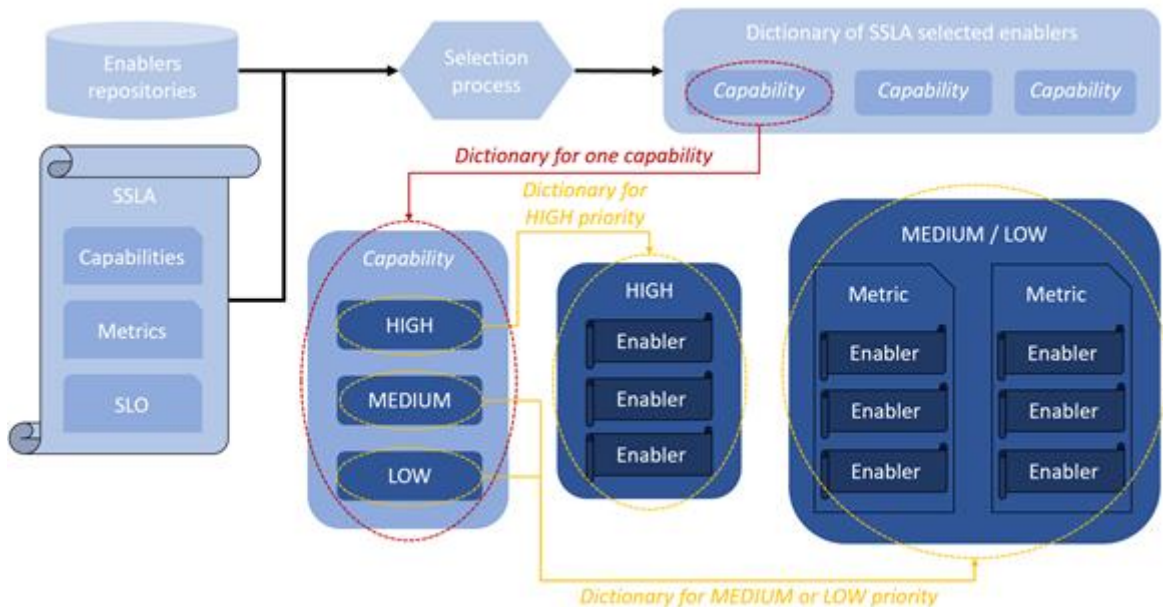 Enablers
repositories
Selection
process
Dictionary of SSLA selected enablers
Capability
Capability
Capability
SSLA
Capabilities
Metrics
SLO
Dictionary for one capability
Dictionary for
HIGH priority
Capability
HIGH
MEDIUM
LOW
HIGH
Enabler
Enabler
Enabler
MEDIUM / LOW
Metric
Enabler
Enabler
Enabler
Metric
Enabler
Enabler
Enabler
Dictionary for MEDIUM or LOW priority